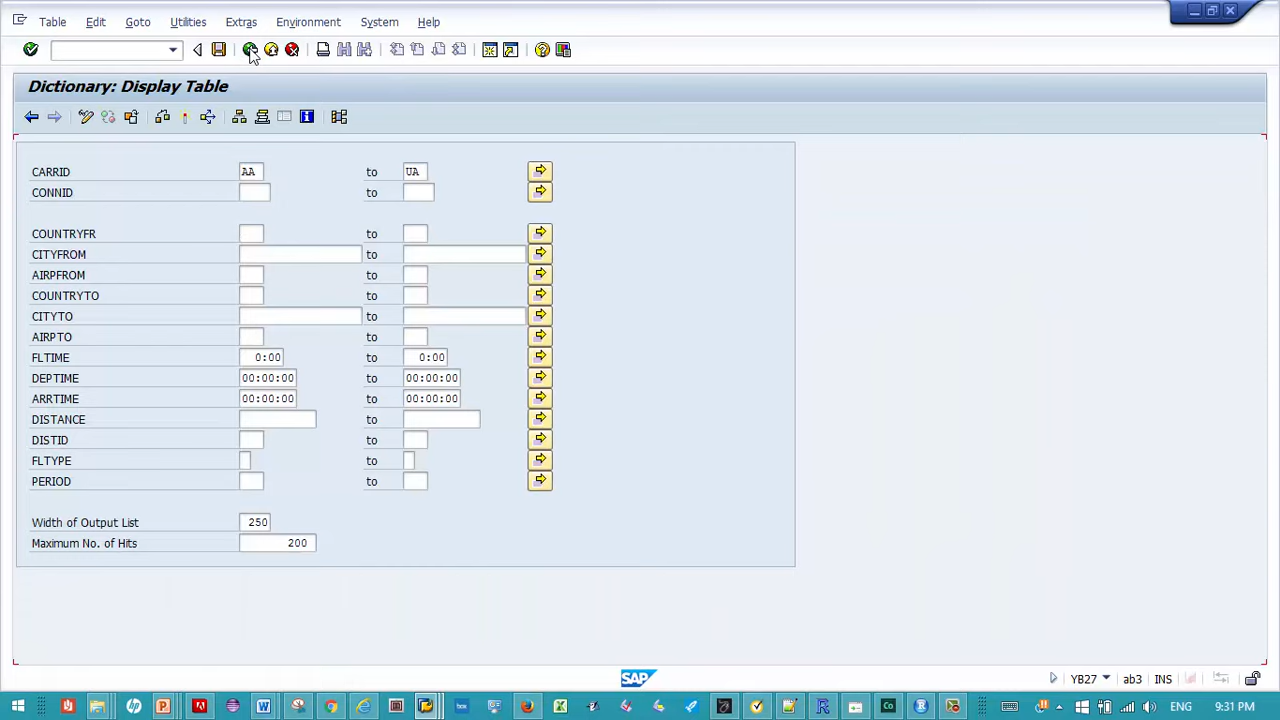 Table Edit Goto Utilities Extras Environment System Help
Dictionary: Display Table
CARRID AA to UA
CONNID to
COUNTRYFR to
CITYFROM to
AIRPFROM to
COUNTRYTO to
CITYTO to
AIRPTO to
FLTIME 0:00 to 0:00
DEPTIME 00:00:00 to 00:00:00
ARRTIME 00:00:00 to 00:00:00
DISTANCE to
DISTID to
FLTYPE to
PERIOD to
Width of Output List 250
Maximum No. of Hits 200
SAP YB27 ab3 INS
ENG 9:31 PM